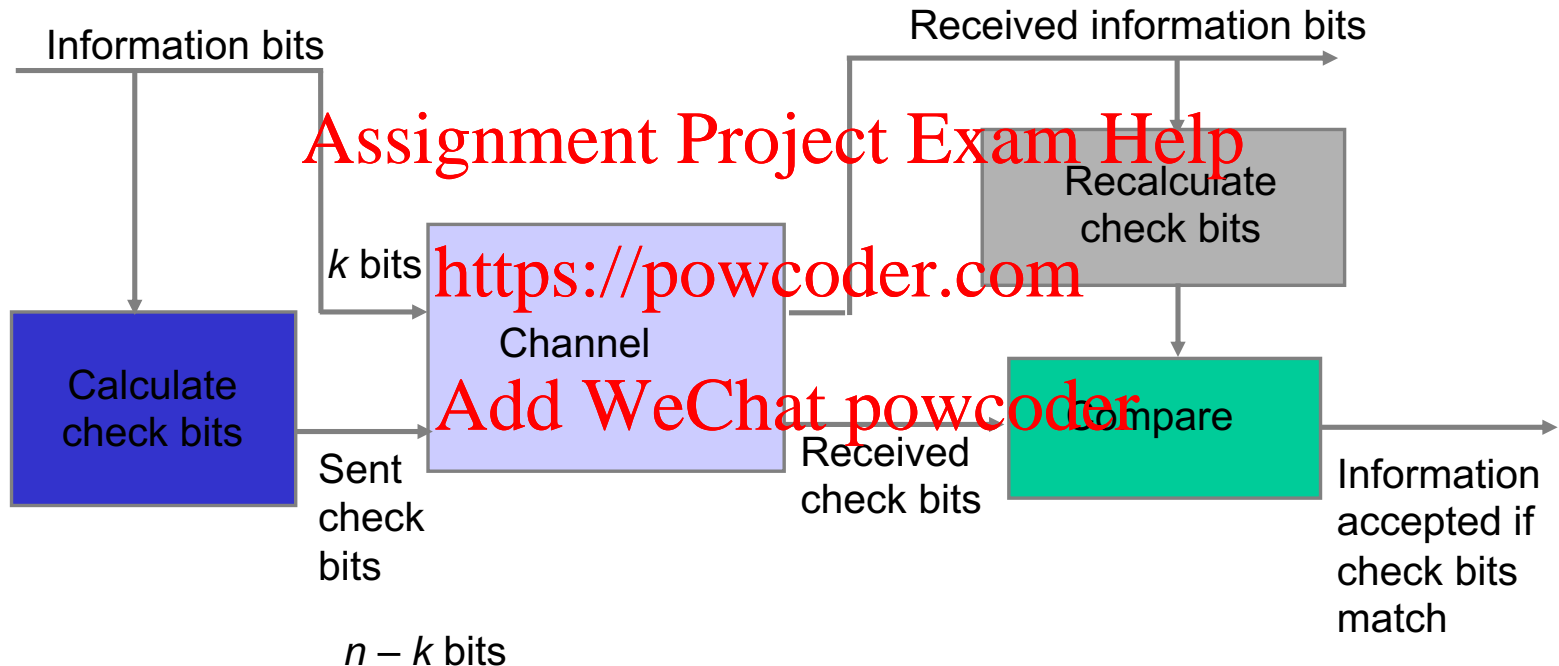 Information bits
Received information bits
Assignment Project Exam Help
Recalculate
check bits
k bits
https://powcoder.com
Channel
Calculate
check bits
Add WeChat powcoder
Compare
Sent
check
bits
Received
check bits
Information
accepted if
check bits
match
n – k bits